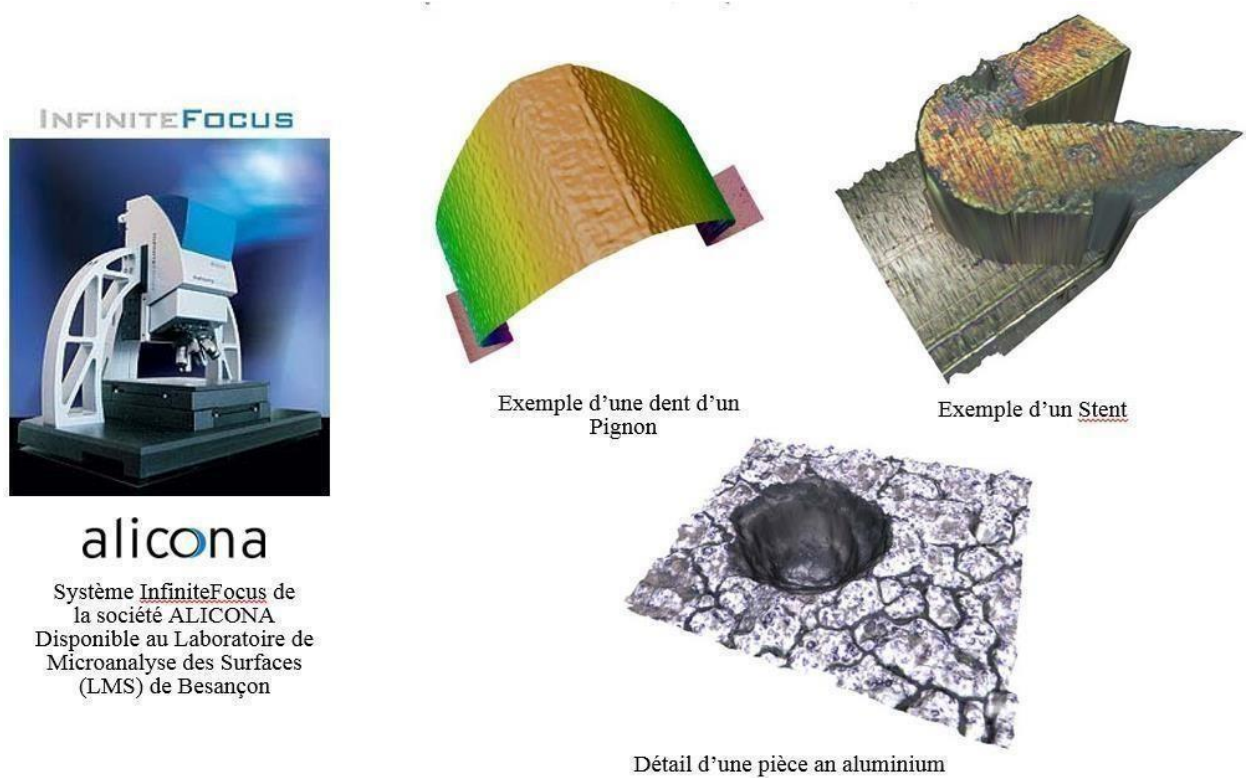 INFINITEFOCUS
alicona
Système InfiniteFocus de
la société ALICONA
Disponible au Laboratoire de
Microanalyse des Surfaces
(LMS) de Besançon
Exemple d’une dent d’un
Pignon
Exemple d’un Stent
Détail d’une pièce an aluminium